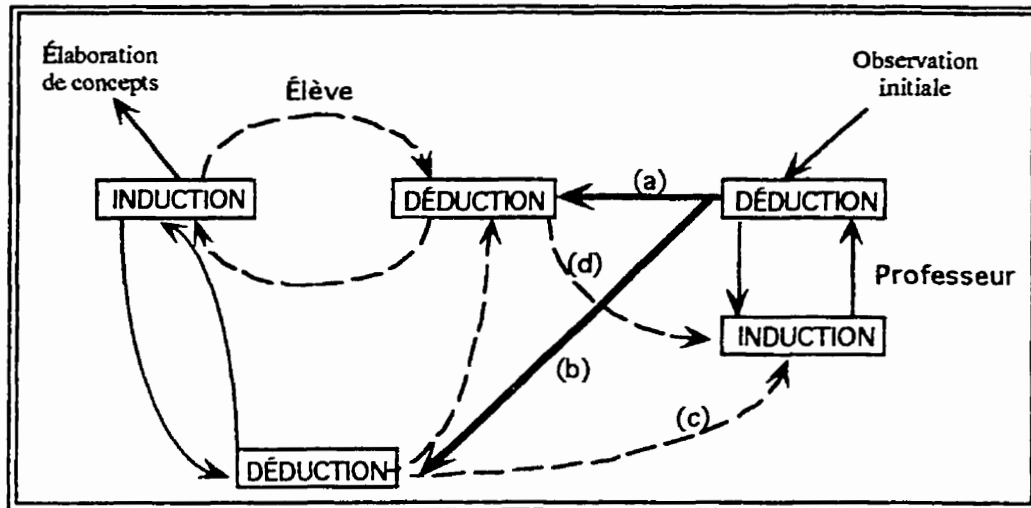 Élaboration
de concepts
Élève
Observation
initiale
INDUCTION
DÉDUCTION
(a)
DÉDUCTION
(d)
Professeur
INDUCTION
(b)
(c)
DÉDUCTION